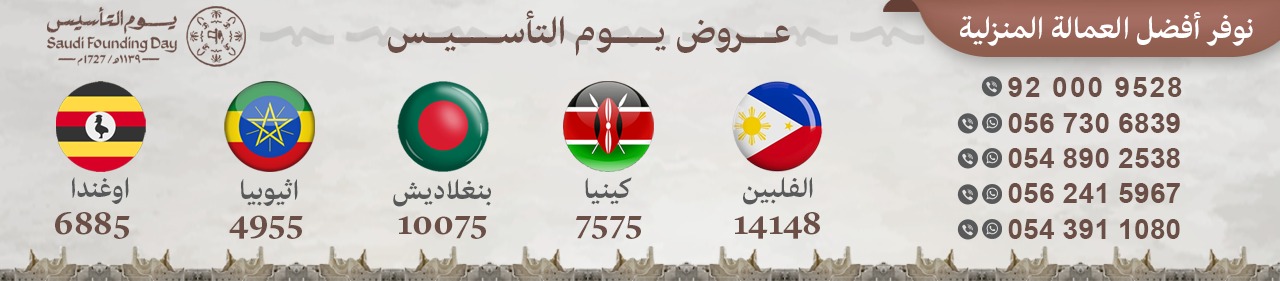 نوفر أفضل العمالة المنزلية
92 000 9528
056 730 6839
054 890 2538
056 241 5967
054 391 1080
عروض يوم التأسيس
يوم التأسيس
Saudi Founding Day
١١٣٩هـ/ 1727م
الفلبين
14148
كينيا
7575
بنغلاديش
10075
اثيوبيا
4955
اوغندا
6885